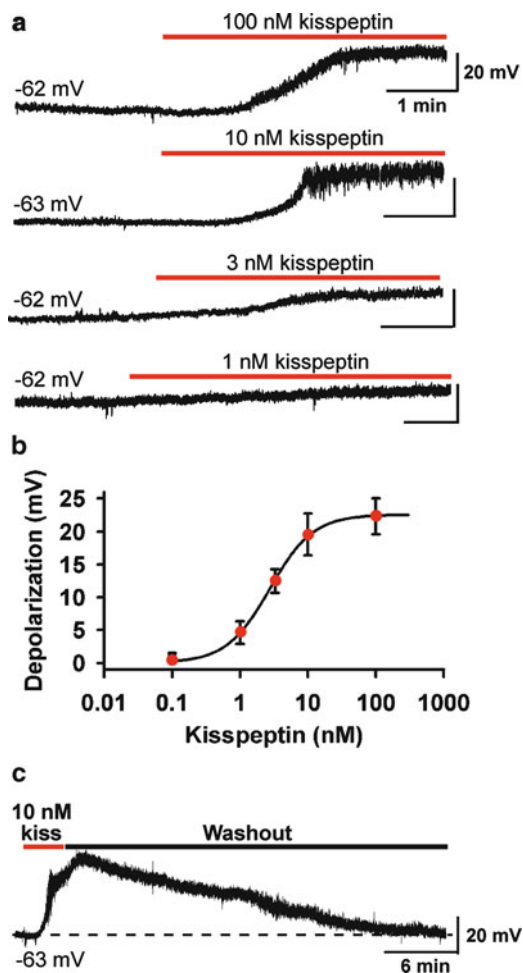 a
100 nM kisspeptin
-62 mV
20 mV
1 min
10 nM kisspeptin
-63 mV
3 nM kisspeptin
-62 mV
1 nM kisspeptin
-62 mV
b
Depolarization (mV)
25
20
15
10
5
0
0.01 0.1 1 10 100 1000
Kisspeptin (nM)
c
10 nM
kiss
Washout
-63 mV
20 mV
6 min